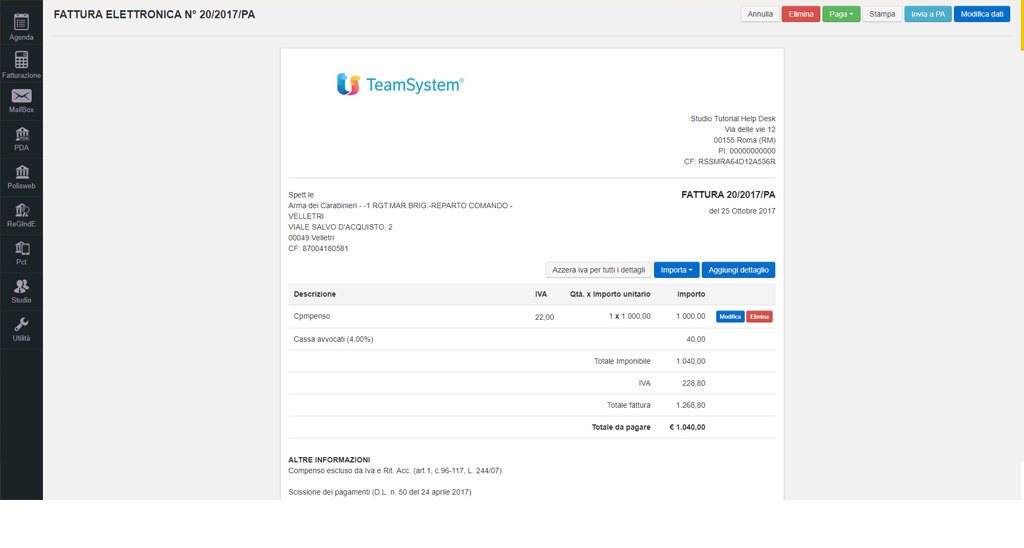 FATTURA ELETTRONICA N° 20/2017/PA
Annulla Elimina Paga Stampa Invia a PA Modifica dati
Agenda
Fatturazione
MailBox
PDA
Polisweb
ReGIndE
Pct
Studio
Utilità
TeamSystem®
Studio Tutorial Help Desk
Via delle vie 12
00155 Roma (RM)
PI: 00000000000
CF: RSSMRA64D12A536R
Spett.le
Arma dei Carabinieri - -1 RGT.MAR.BRIG.-REPARTO COMANDO -
VELLETRI
VIALE SALVO D'ACQUISTO, 2
00049 Velletri
CF: 87004180581
FATTURA 20/2017/PA
del 25 Ottobre 2017
Azzera iva per tutti i dettagli Importa Aggiungi dettaglio
Descrizione IVA Qtà. x Importo unitario Importo
Cpmpenso 22,00 1 x 1.000,00 1.000,00 Modifica Elimina
Cassa avvocati (4,00%) 40,00
Totale Imponibile 1.040,00
IVA 228,80
Totale fattura 1.268,80
Totale da pagare € 1.040,00
ALTRE INFORMAZIONI
Compenso escluso da Iva e Rit. Acc. (art.1, c.96-117, L. 244/07)
Scissione dei pagamenti (D.L. n. 50 del 24 aprile 2017)